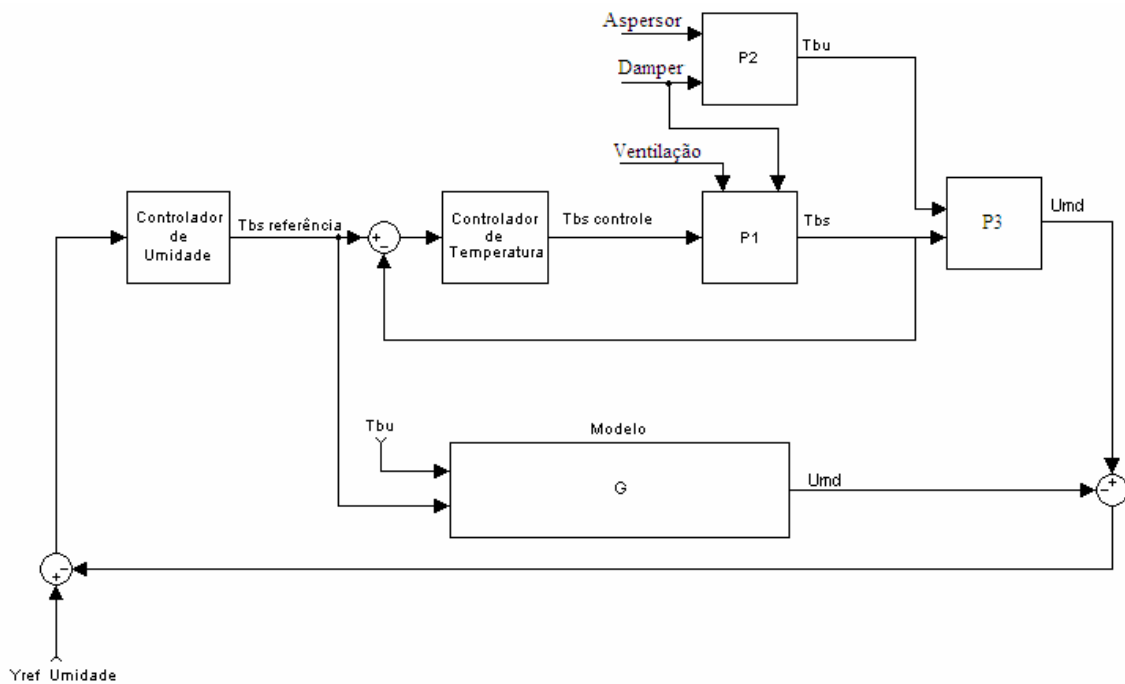 Aspersor
Tbu
P2
Damper
Ventilação
Controlador
de
Umidade
Tbs referência
+
-
Controlador
de
Temperatura
Tbs controle
P1
Tbs
P3
Umd
Tbu
Modelo
G
Umd
+
-
-
+
Yref Umidade